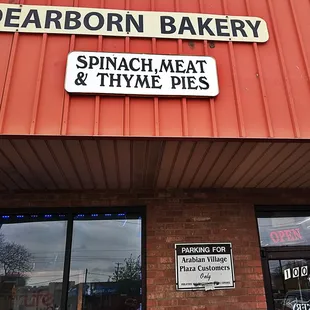 DEARBORN BAKERY
SPINACH,MEAT
& THYME PIES
PARKING FOR
Arabian Village
Plaza Customers
Only
OPEN